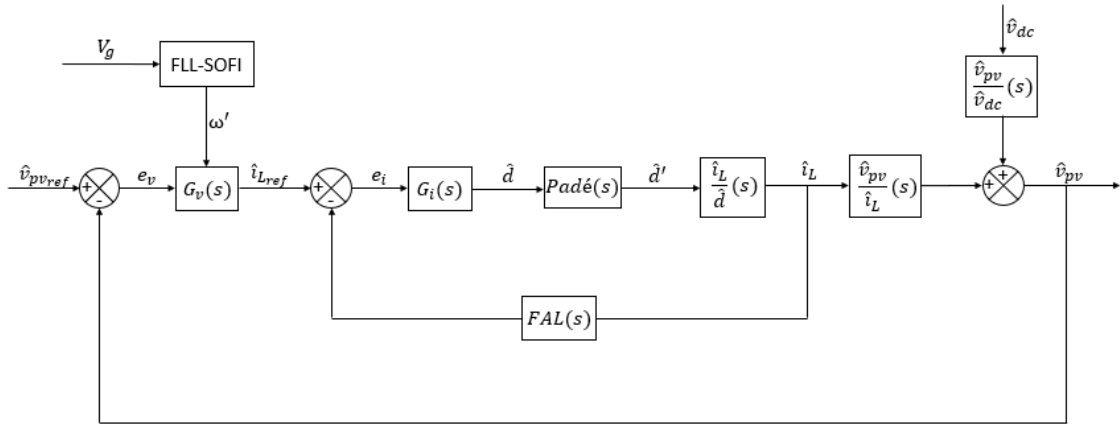 v̂_dc
V_g
FLL-SOFI
v̂_pv/v̂_dc (s)
ω'
v̂_pv_ref
+
-
e_v
G_v(s)
î_L_ref
+
-
e_i
G_i(s)
d̂
Padé(s)
d̂'
î_L/d̂ (s)
î_L
v̂_pv/î_L (s)
+
+
v̂_pv
FAL(s)